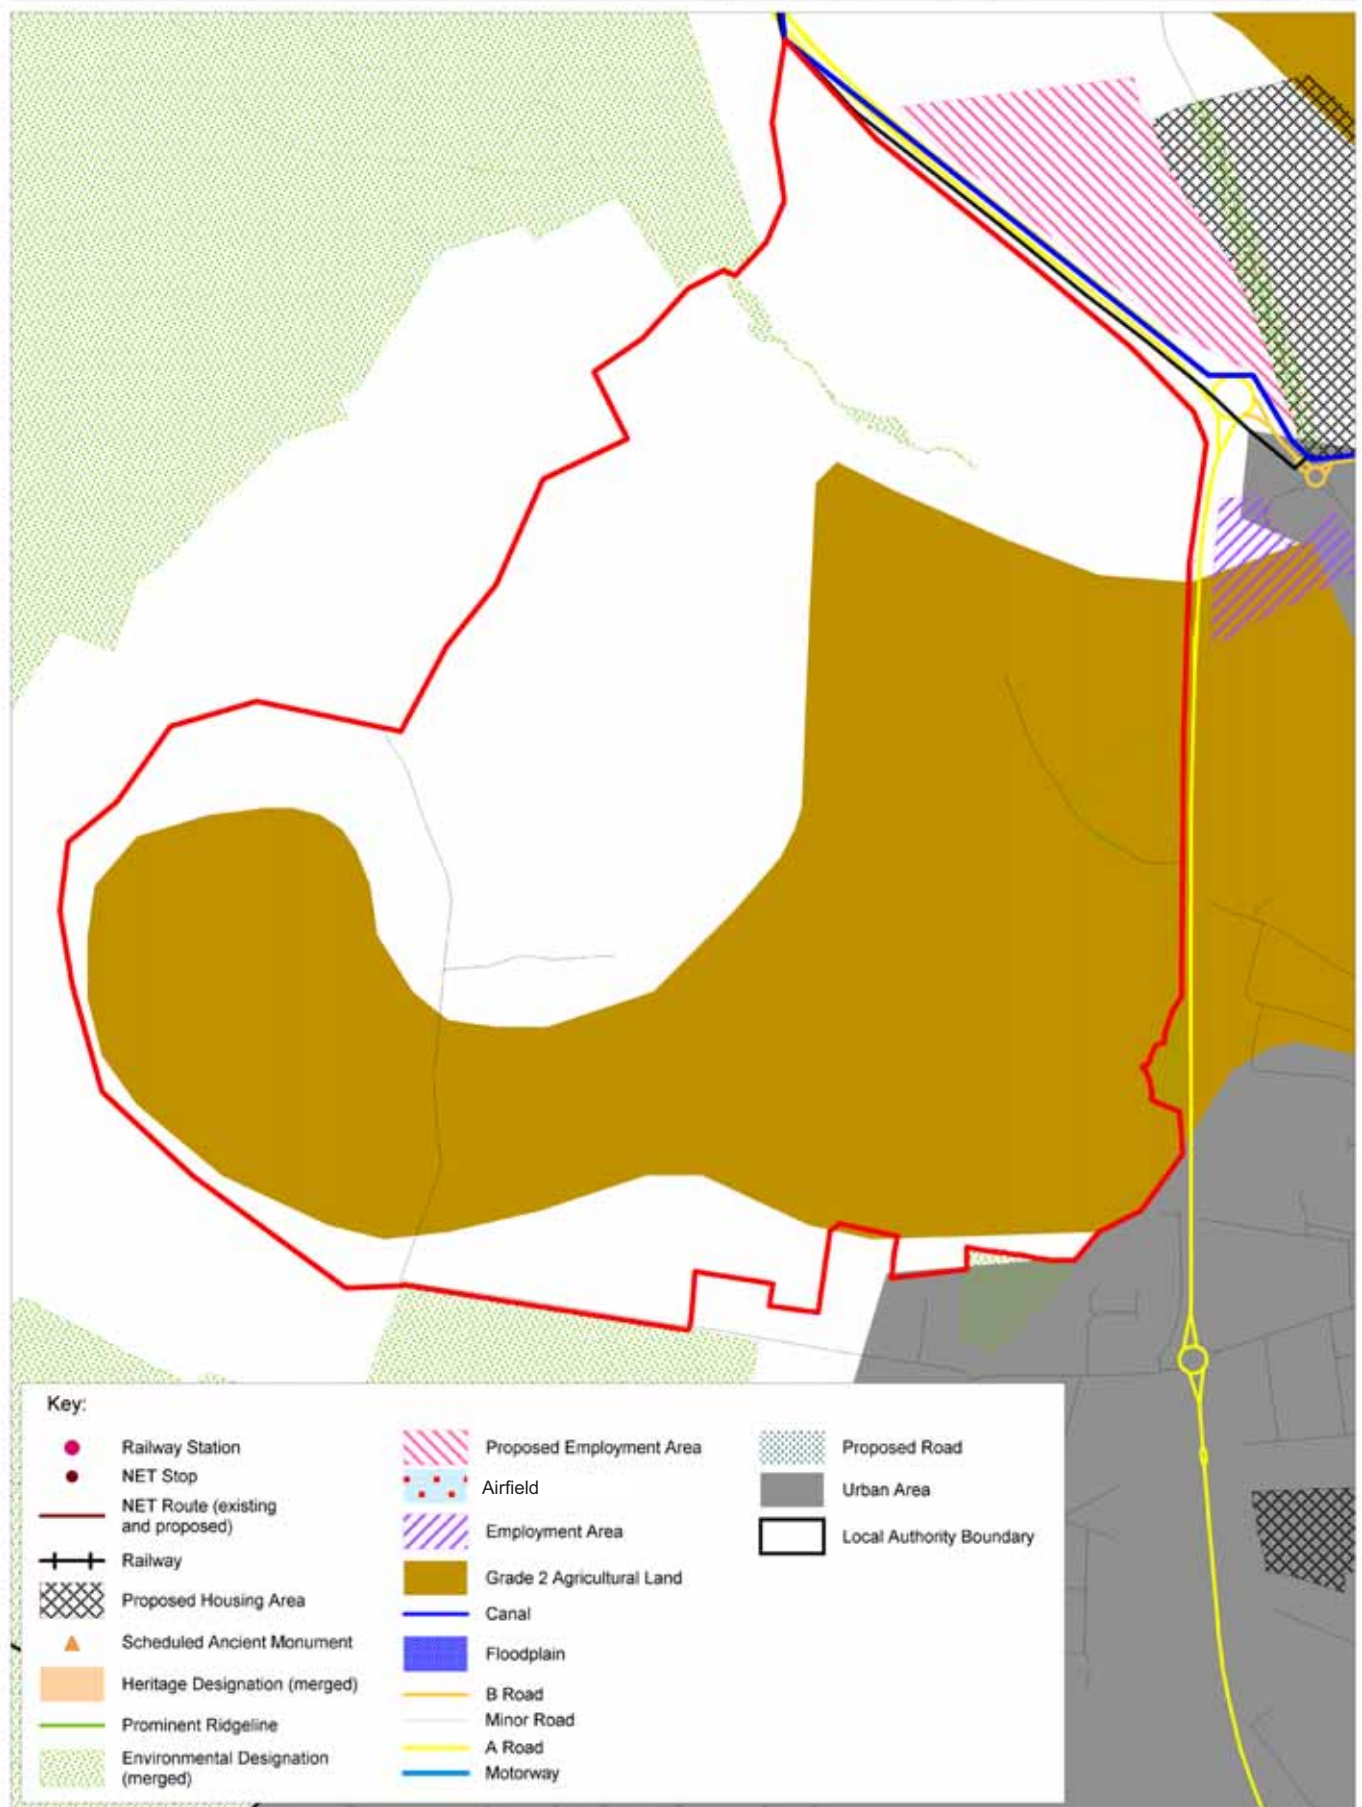 Key:
Railway Station
NET Stop
NET Route (existing
and proposed)
Railway
Proposed Housing Area
Scheduled Ancient Monument
Heritage Designation (merged)
Prominent Ridgeline
Environmental Designation
(merged)
Proposed Employment Area
Airfield
Employment Area
Grade 2 Agricultural Land
Canal
Floodplain
B Road
Minor Road
A Road
Motorway
Proposed Road
Urban Area
Local Authority Boundary